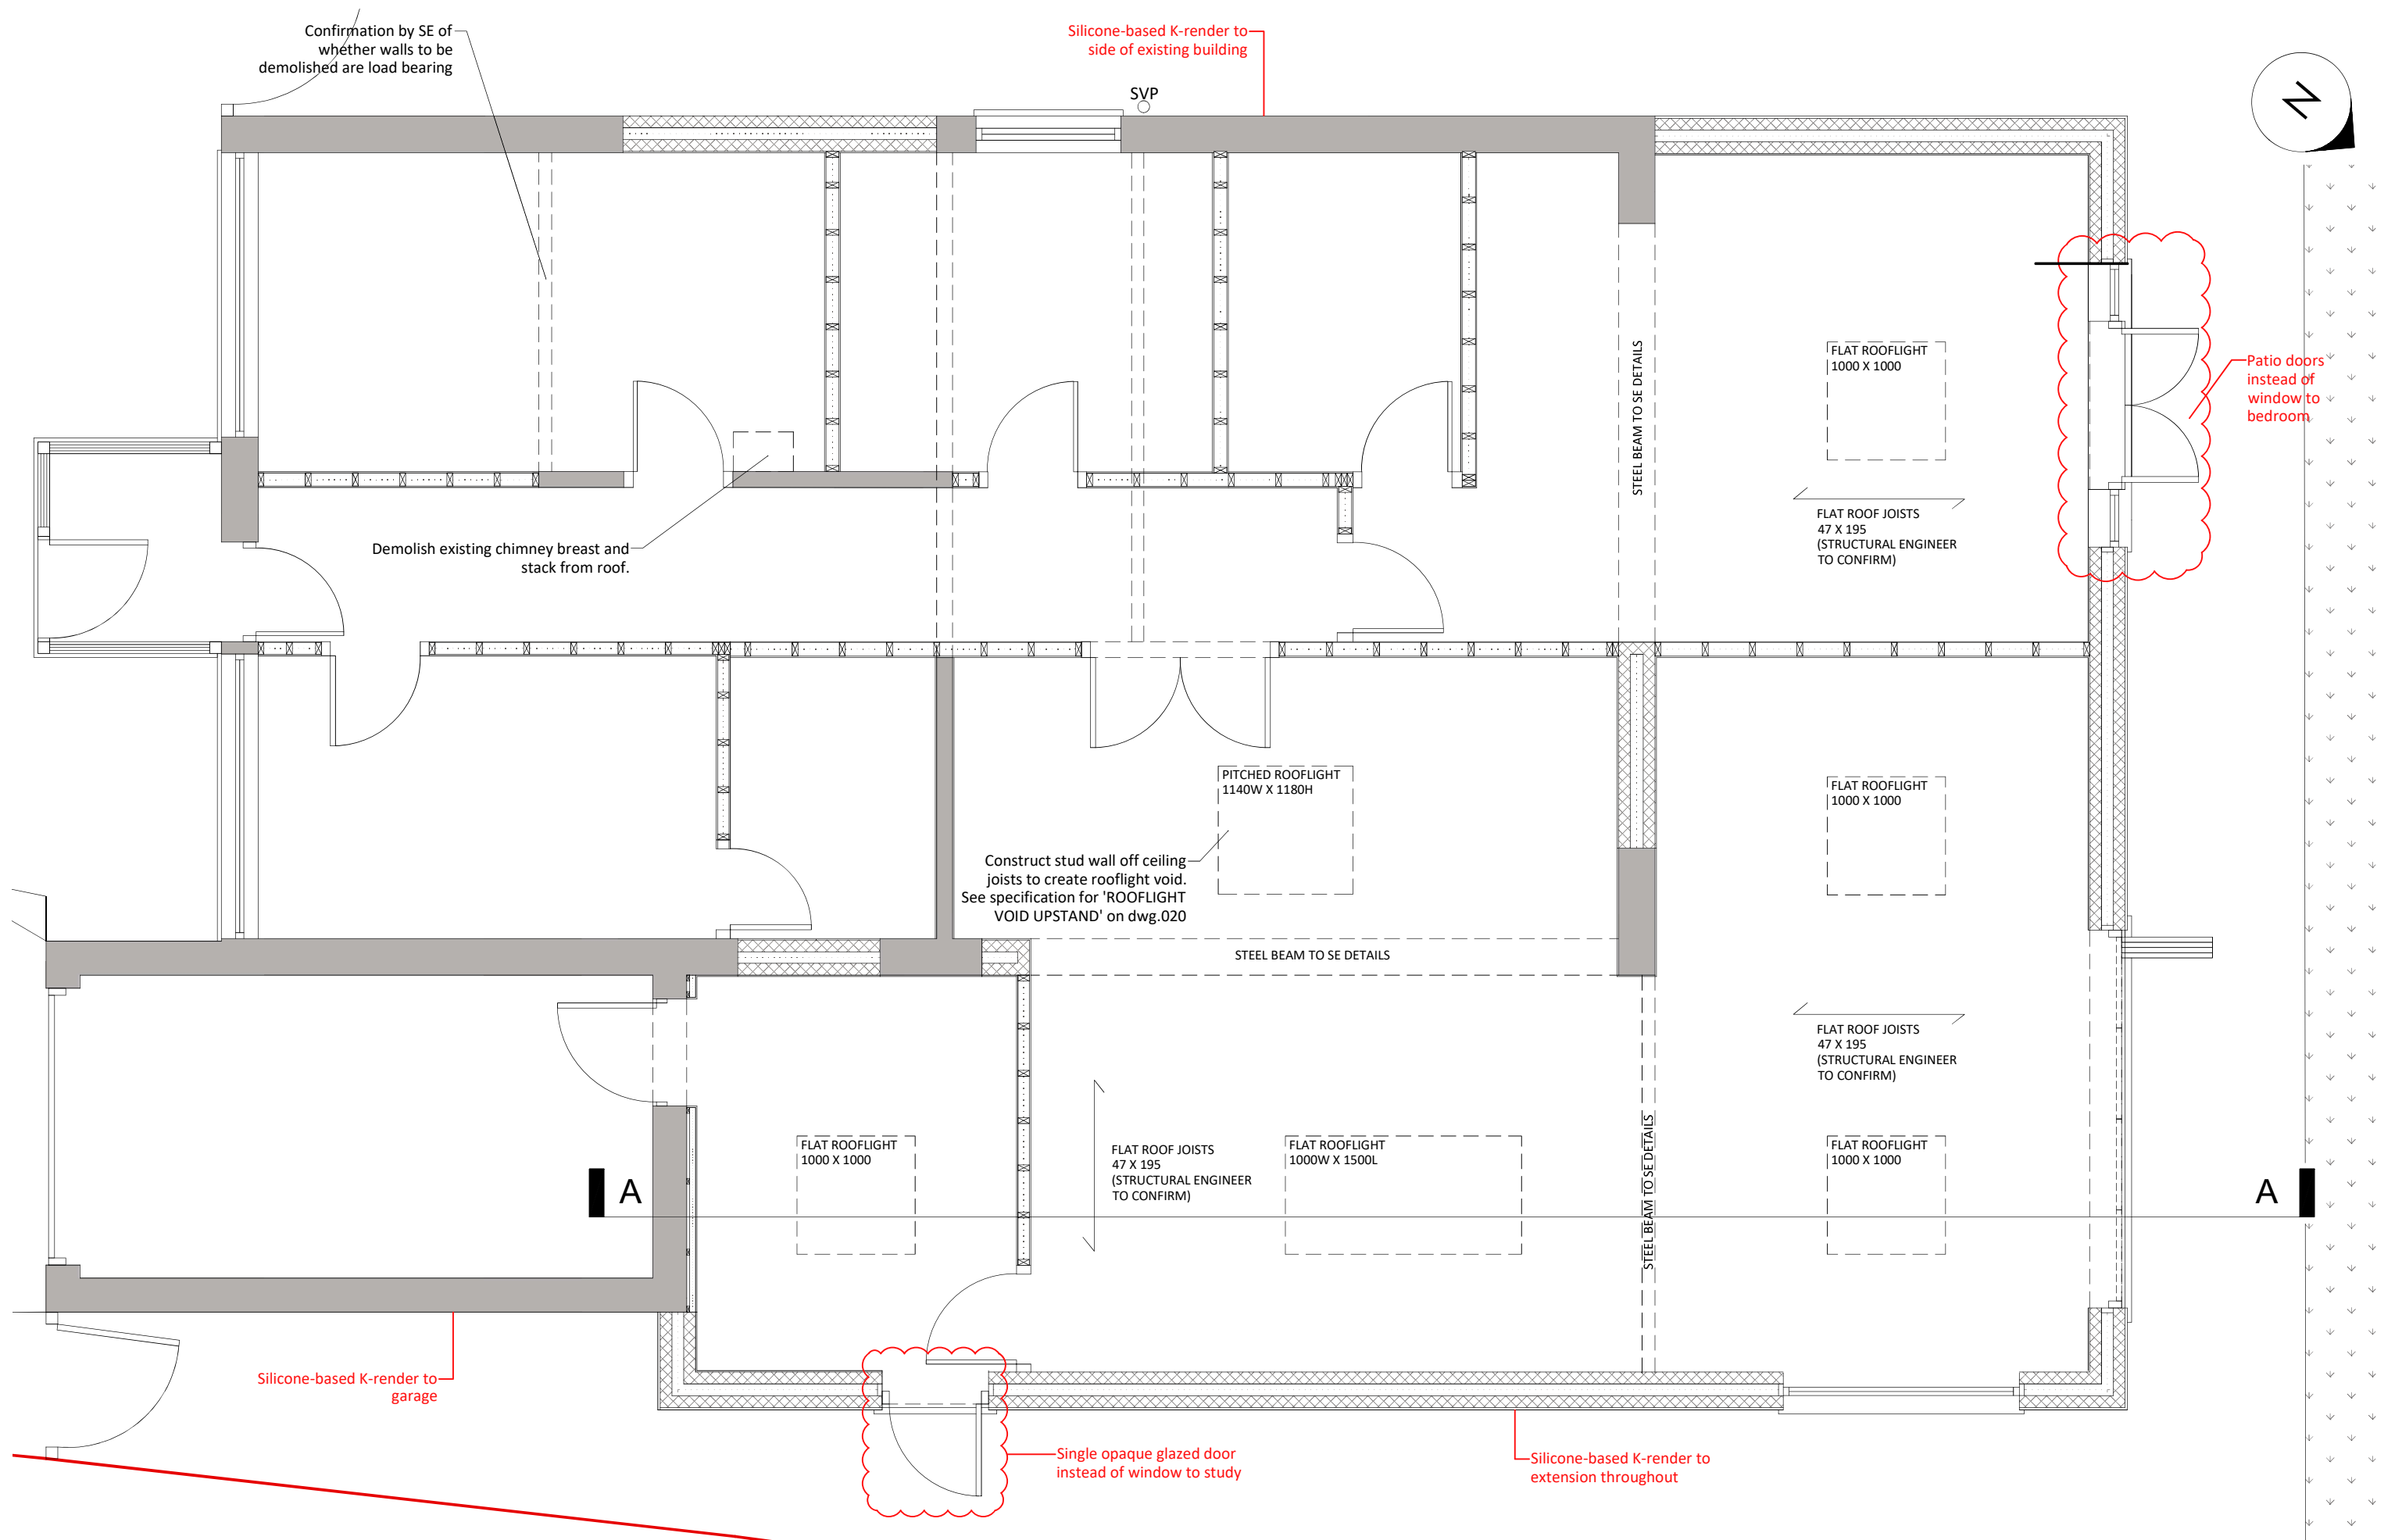 Confirmation by SE of
whether walls to be
demolished are load bearing
Silicone-based K-render to
side of existing building
SVP
N
STEEL BEAM TO SE DETAILS
FLAT ROOFLIGHT
1000 X 1000
Patio doors
instead of
window to
bedroom
FLAT ROOF JOISTS
47 X 195
(STRUCTURAL ENGINEER
TO CONFIRM)
Demolish existing chimney breast and
stack from roof.
PITCHED ROOFLIGHT
1140W X 1180H
FLAT ROOFLIGHT
1000 X 1000
Construct stud wall off ceiling
joists to create rooflight void.
See specification for 'ROOFLIGHT
VOID UPSTAND' on dwg.020
STEEL BEAM TO SE DETAILS
FLAT ROOF JOISTS
47 X 195
(STRUCTURAL ENGINEER
TO CONFIRM)
FLAT ROOFLIGHT
1000 X 1000
FLAT ROOF JOISTS
47 X 195
(STRUCTURAL ENGINEER
TO CONFIRM)
FLAT ROOFLIGHT
1000W X 1500L
STEEL BEAM TO SE DETAILS
FLAT ROOFLIGHT
1000 X 1000
A
A
Silicone-based K-render to
garage
Single opaque glazed door
instead of window to study
Silicone-based K-render to
extension throughout